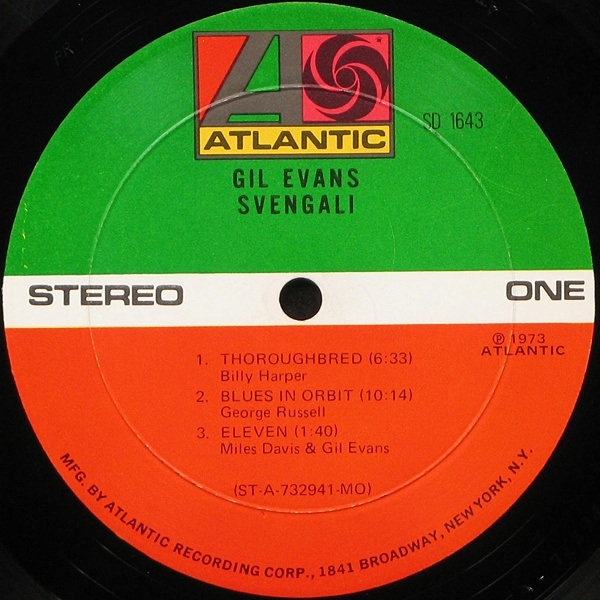 ATLANTIC
SD 1643
GIL EVANS
SVENGALI
STEREO
ONE
℗ 1973
ATLANTIC
1. THOROUGHBRED (6:33)
Billy Harper
2. BLUES IN ORBIT (10:14)
George Russell
3. ELEVEN (1:40)
Miles Davis & Gil Evans
(ST-A-732941-MO)
MFG. BY ATLANTIC RECORDING CORP., 1841 BROADWAY, NEW YORK, N.Y.